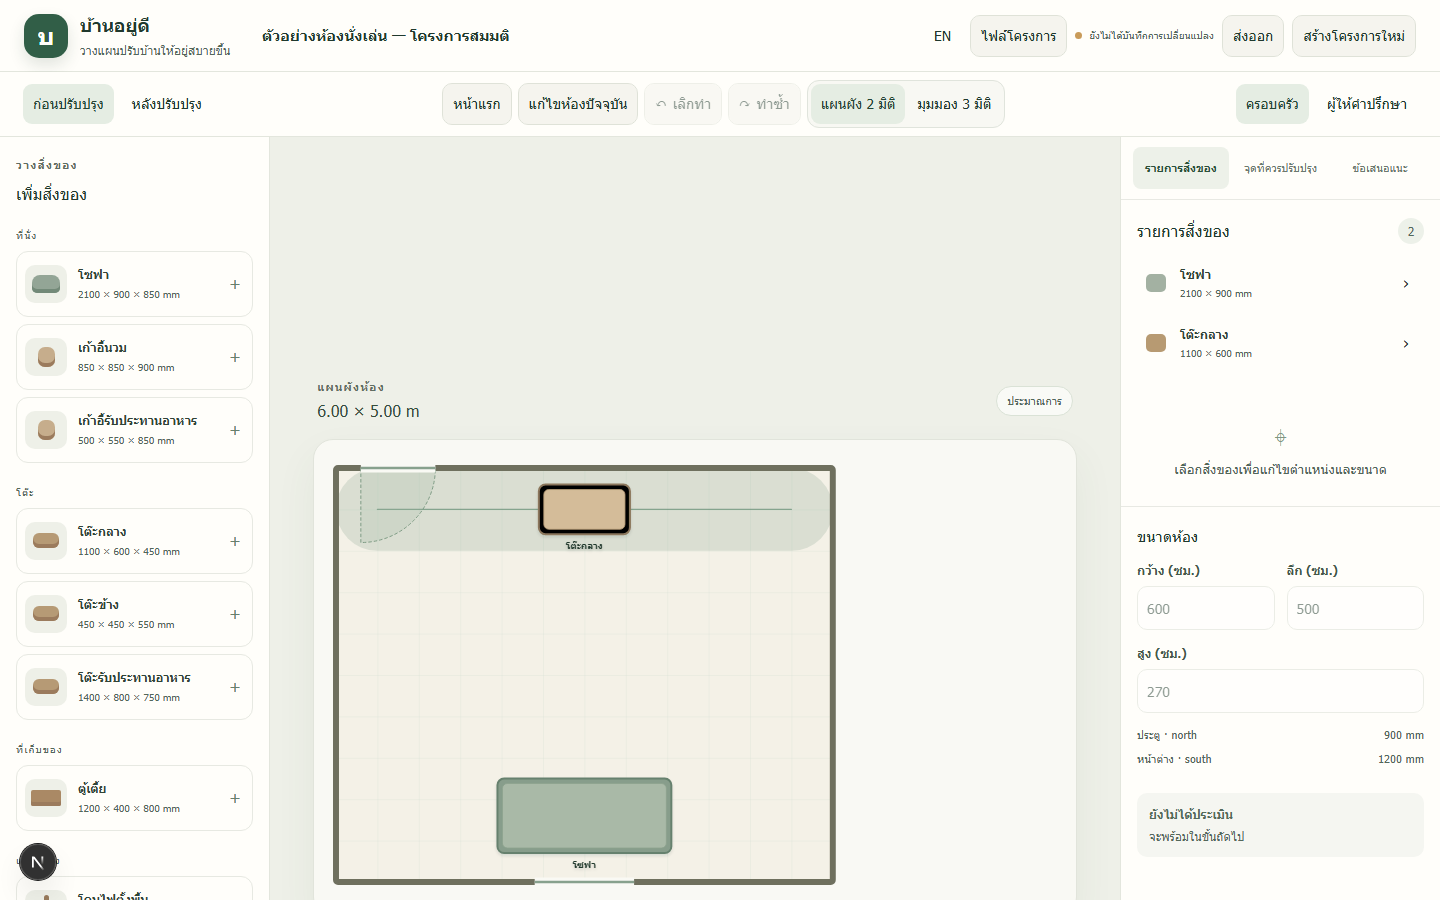 บ
บ้านอยู่ดี
วางแผนปรับบ้านให้อยู่สบายขึ้น
ตัวอย่างห้องนั่งเล่น — โครงการสมมติ
EN
ไฟล์โครงการ
ยังไม่ได้บันทึกการเปลี่ยนแปลง
ส่งออก
สร้างโครงการใหม่
ก่อนปรับปรุง
หลังปรับปรุง
หน้าแรก
แก้ไขห้องปัจจุบัน
เลิกทำ
ทำซ้ำ
แผนผัง 2 มิติ
มุมมอง 3 มิติ
ครอบครัว
ผู้ให้คำปรึกษา
วางสิ่งของ
เพิ่มสิ่งของ
ที่นั่ง
โซฟา
2100 × 900 × 850 mm
เก้าอี้นวม
850 × 850 × 900 mm
เก้าอี้รับประทานอาหาร
500 × 550 × 850 mm
โต๊ะ
โต๊ะกลาง
1100 × 600 × 450 mm
โต๊ะข้าง
450 × 450 × 550 mm
โต๊ะรับประทานอาหาร
1400 × 800 × 750 mm
ที่เก็บของ
ตู้เตี้ย
1200 × 400 × 800 mm
N
โคมไฟตั้งพื้น
แผนผังห้อง
6.00 × 5.00 m
ประมาณการ
โต๊ะกลาง
โซฟา
รายการสิ่งของ
จุดที่ควรปรับปรุง
ข้อเสนอแนะ
รายการสิ่งของ
2
โซฟา
2100 × 900 mm
โต๊ะกลาง
1100 × 600 mm
เลือกสิ่งของเพื่อแก้ไขตำแหน่งและขนาด
ขนาดห้อง
กว้าง (ซม.)
ลึก (ซม.)
600
500
สูง (ซม.)
270
ประตู · north
900 mm
หน้าต่าง · south
1200 mm
ยังไม่ได้ประเมิน
จะพร้อมในขั้นถัดไป